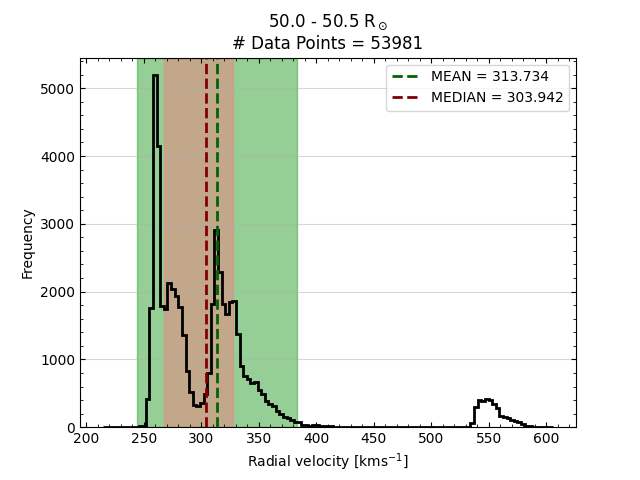 50.0 - 50.5 R⊙
# Data Points = 53981
MEAN = 313.734
MEDIAN = 303.942
Frequency
5000
4000
3000
2000
1000
0
200 250 300 350 400 450 500 550 600
Radial velocity [kms⁻¹]